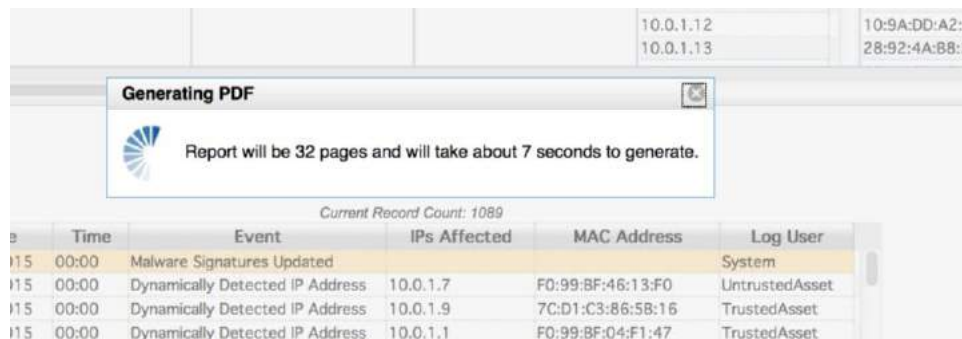 10.0.1.12 10:9A:DD:A2:
10.0.1.13 28:92:4A:B8:
Generating PDF
Report will be 32 pages and will take about 7 seconds to generate.
Current Record Count: 1089
Time Event IPs Affected MAC Address Log User
015 00:00 Malware Signatures Updated System
015 00:00 Dynamically Detected IP Address 10.0.1.7 F0:99:BF:46:13:F0 UntrustedAsset
015 00:00 Dynamically Detected IP Address 10.0.1.9 7C:D1:C3:86:5B:16 TrustedAsset
015 00:00 Dynamically Detected IP Address 10.0.1.1 F0:99:BF:04:F1:47 TrustedAsset